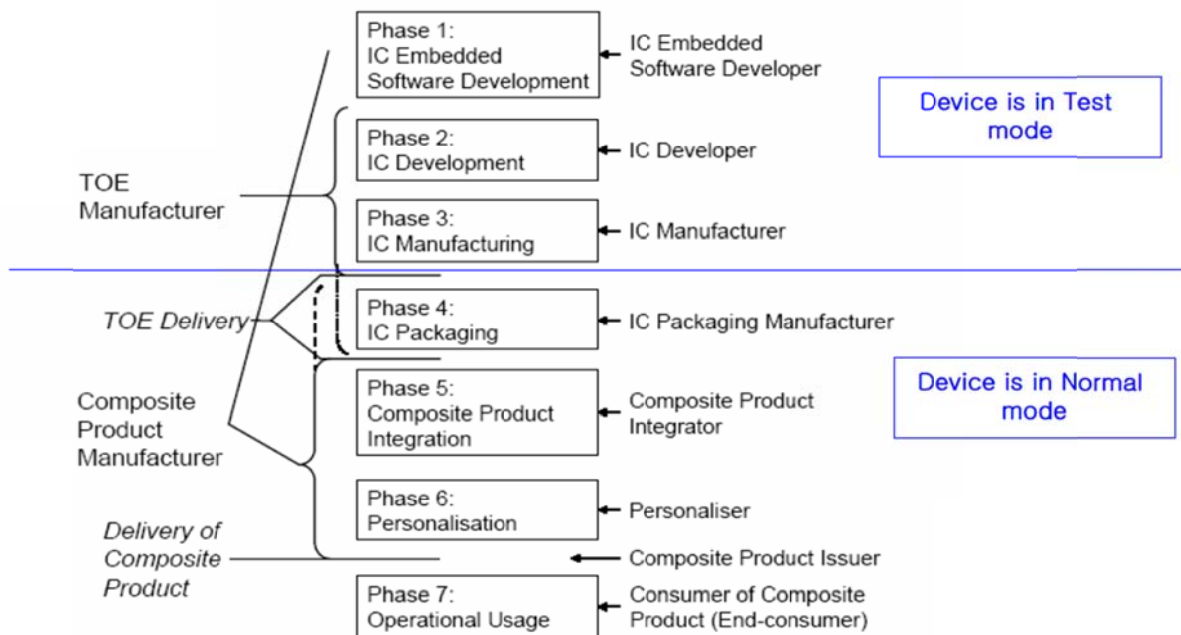 Phase 1:
IC Embedded
Software Development
IC Embedded
Software Developer
Device is in Test
mode
Phase 2:
IC Development
IC Developer
TOE
Manufacturer
Phase 3:
IC Manufacturing
IC Manufacturer
TOE Delivery
Phase 4:
IC Packaging
IC Packaging Manufacturer
Device is in Normal
mode
Composite
Product
Manufacturer
Phase 5:
Composite Product
Integration
Composite Product
Integrator
Phase 6:
Personalisation
Personaliser
Delivery of
Composite
Product
Composite Product Issuer
Phase 7:
Operational Usage
Consumer of Composite
Product (End-consumer)